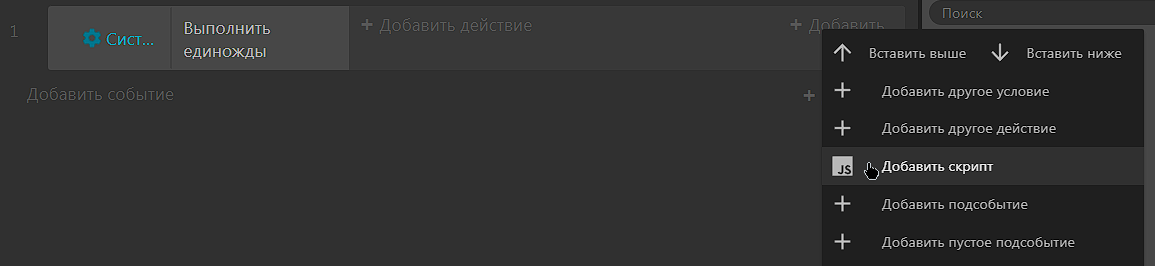 1
Сист...
Выполнить
единожды
+ Добавить действие
+ Добавить
Поиск
Вставить выше
Вставить ниже
Добавить событие
+
+ Добавить другое условие
+ Добавить другое действие
JS Добавить скрипт
+ Добавить подсобытие
+ Добавить пустое подсобытие